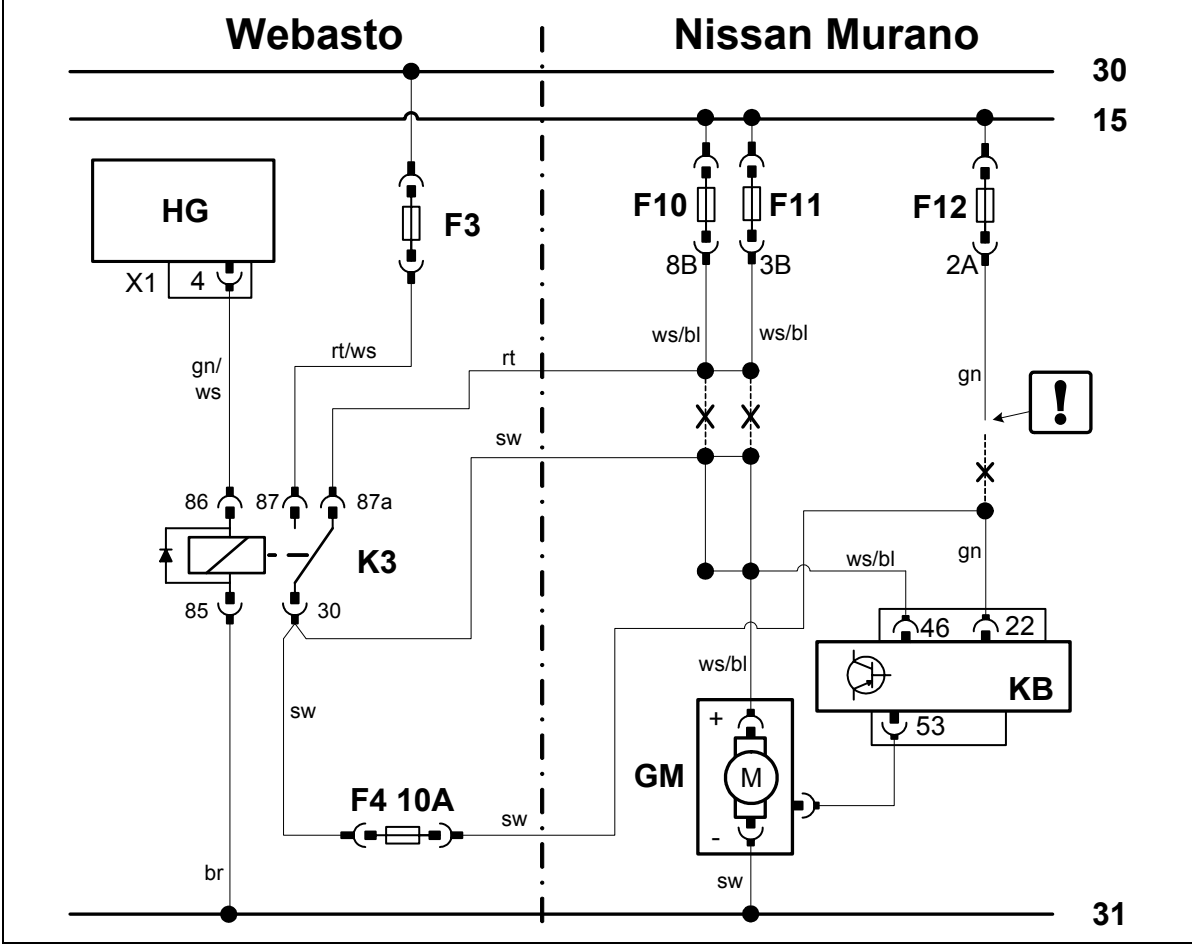 Webasto
Nissan Murano
30
15
HG
F3
F10
F11
F12
X1
4
8B
3B
2A
rt/ws
ws/bl
ws/bl
gn/
ws
rt
gn
!
sw
86
87
87a
K3
ws/bl
gn
85
30
46
22
ws/bl
KB
sw
+
53
GM
M
F4 10A
sw
-
br
sw
31